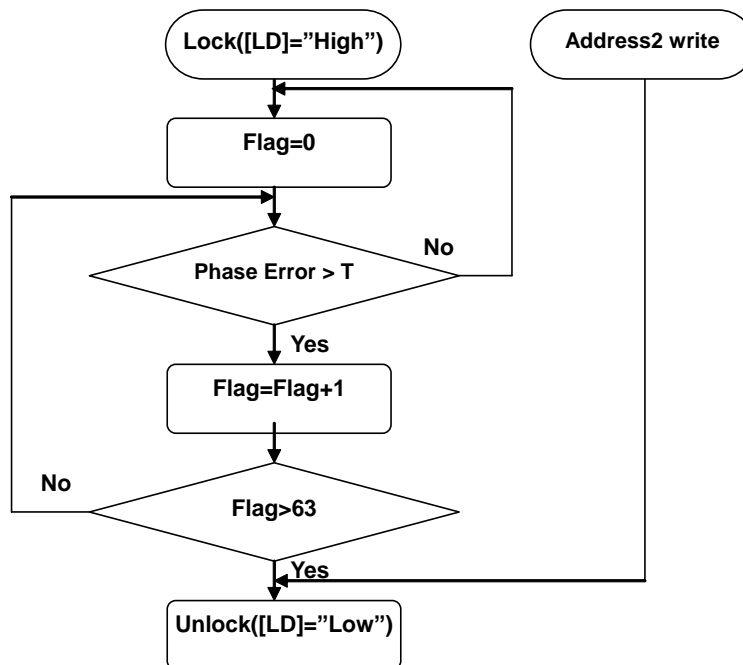 Lock([LD]=”High”)
Address2 write
Flag=0
No
Phase Error > T
Yes
Flag=Flag+1
No
Flag>63
Yes
Unlock([LD]=”Low”)